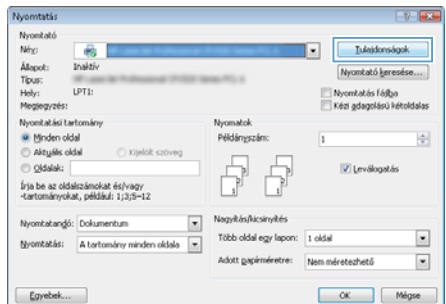 Nyomtatás
Nyomtató
Név:
Tulajdonságok
Állapot: Inaktív
Nyomtató keresése...
Típus:
Hely: LPT1:
Nyomtatás fájlba
Megjegyzés:
Kézi adagolású kétoldalas
Nyomtatási tartomány
Minden oldal
Aktuális oldal
Kijelölt szöveg
Oldalak:
Írja be az oldalszámokat és/vagy
-tartományokat, például: 1;3;5–12
Nyomatok
Példányszám: 1
Leválogatás
Nyomtatandó: Dokumentum
Nyomtatás: A tartomány minden oldala
Nagyítás/kicsinyítés
Több oldal egy lapon: 1 oldal
Adott papírméretre: Nem méretezhető
Egyebek...
OK
Mégse